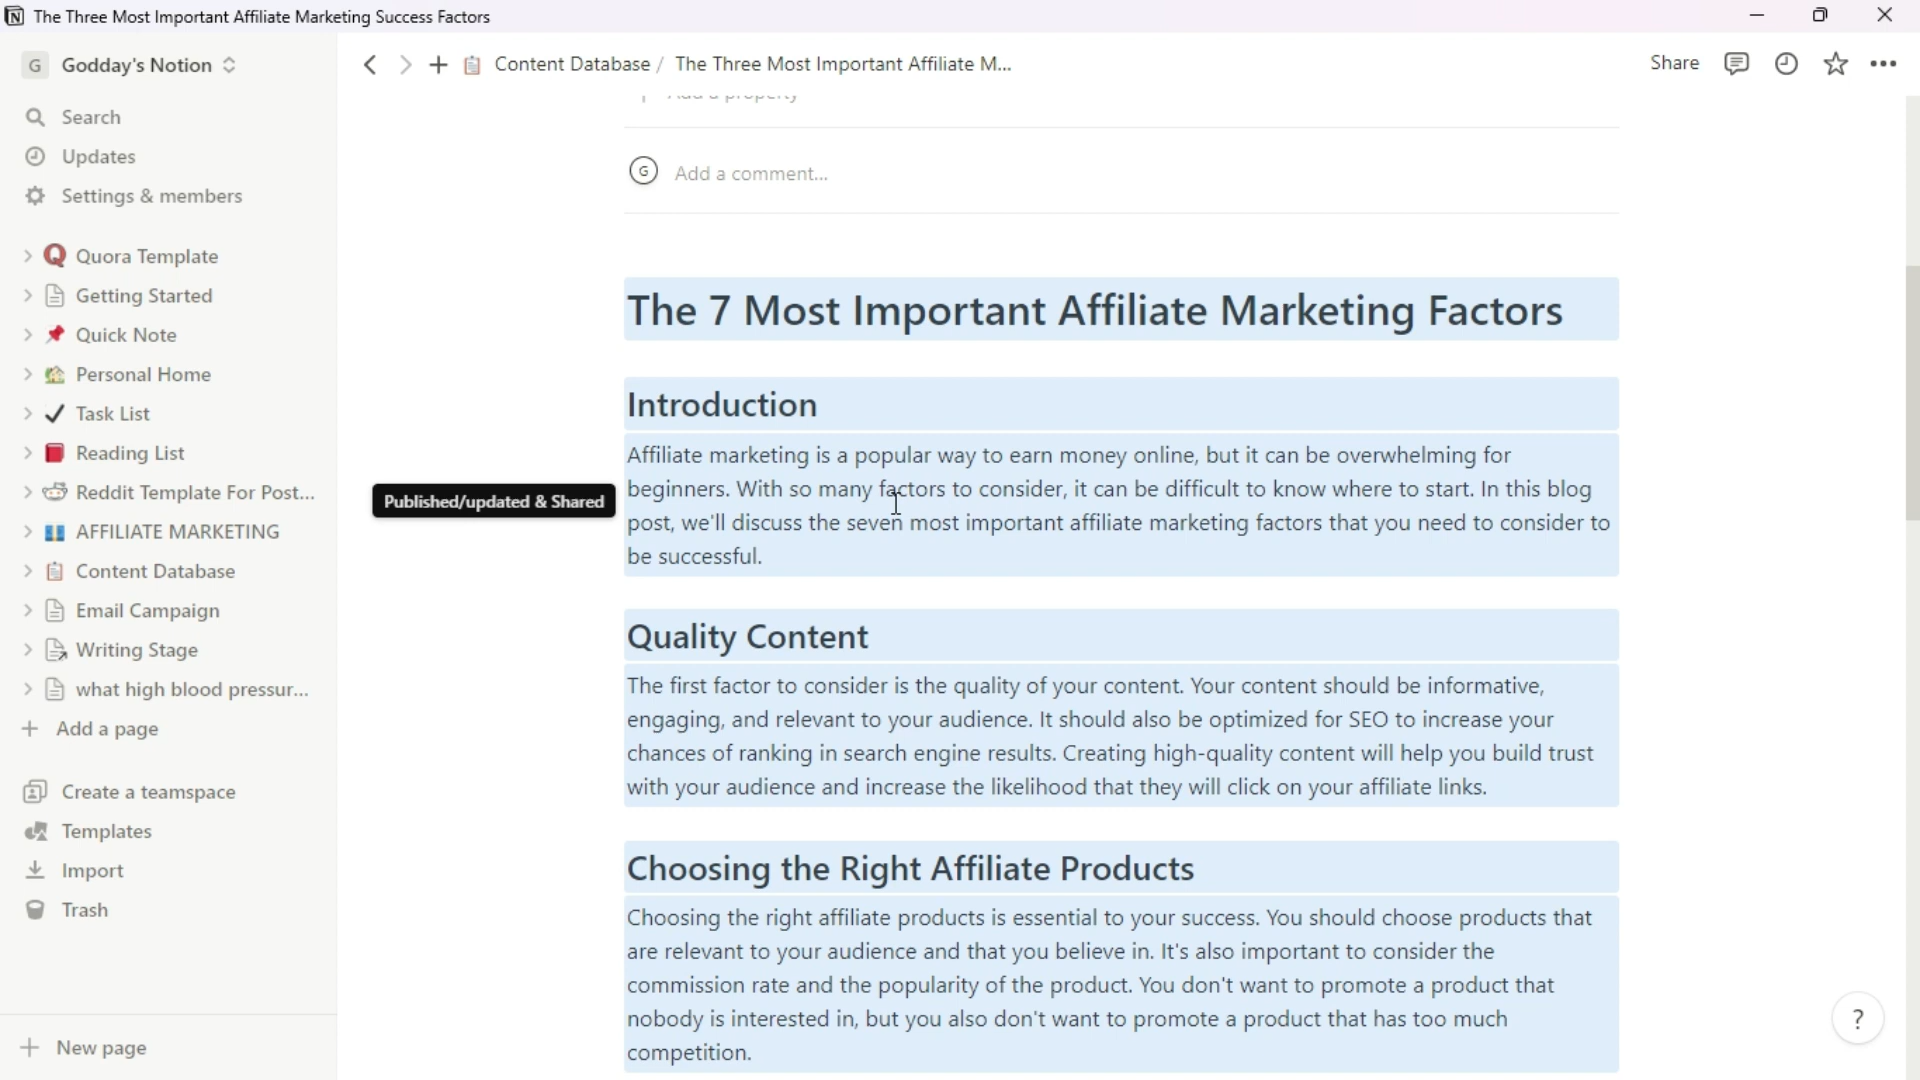 The Three Most Important Affiliate Marketing Success Factors
G Godday's Notion
Search
Updates
Settings & members
Quora Template
Getting Started
Quick Note
Personal Home
Task List
Reading List
Reddit Template For Post...
AFFILIATE MARKETING
Content Database
Email Campaign
Writing Stage
what high blood pressur...
+ Add a page
Create a teamspace
Templates
Import
Trash
+ New page
Content Database / The Three Most Important Affiliate M...
Share
Add a property
G Add a comment...
Published/updated & Shared
The 7 Most Important Affiliate Marketing Factors
Introduction
Affiliate marketing is a popular way to earn money online, but it can be overwhelming for
beginners. With so many factors to consider, it can be difficult to know where to start. In this blog
post, we'll discuss the seven most important affiliate marketing factors that you need to consider to
be successful.
Quality Content
The first factor to consider is the quality of your content. Your content should be informative,
engaging, and relevant to your audience. It should also be optimized for SEO to increase your
chances of ranking in search engine results. Creating high-quality content will help you build trust
with your audience and increase the likelihood that they will click on your affiliate links.
Choosing the Right Affiliate Products
Choosing the right affiliate products is essential to your success. You should choose products that
are relevant to your audience and that you believe in. It's also important to consider the
commission rate and the popularity of the product. You don't want to promote a product that
nobody is interested in, but you also don't want to promote a product that has too much
competition.
?